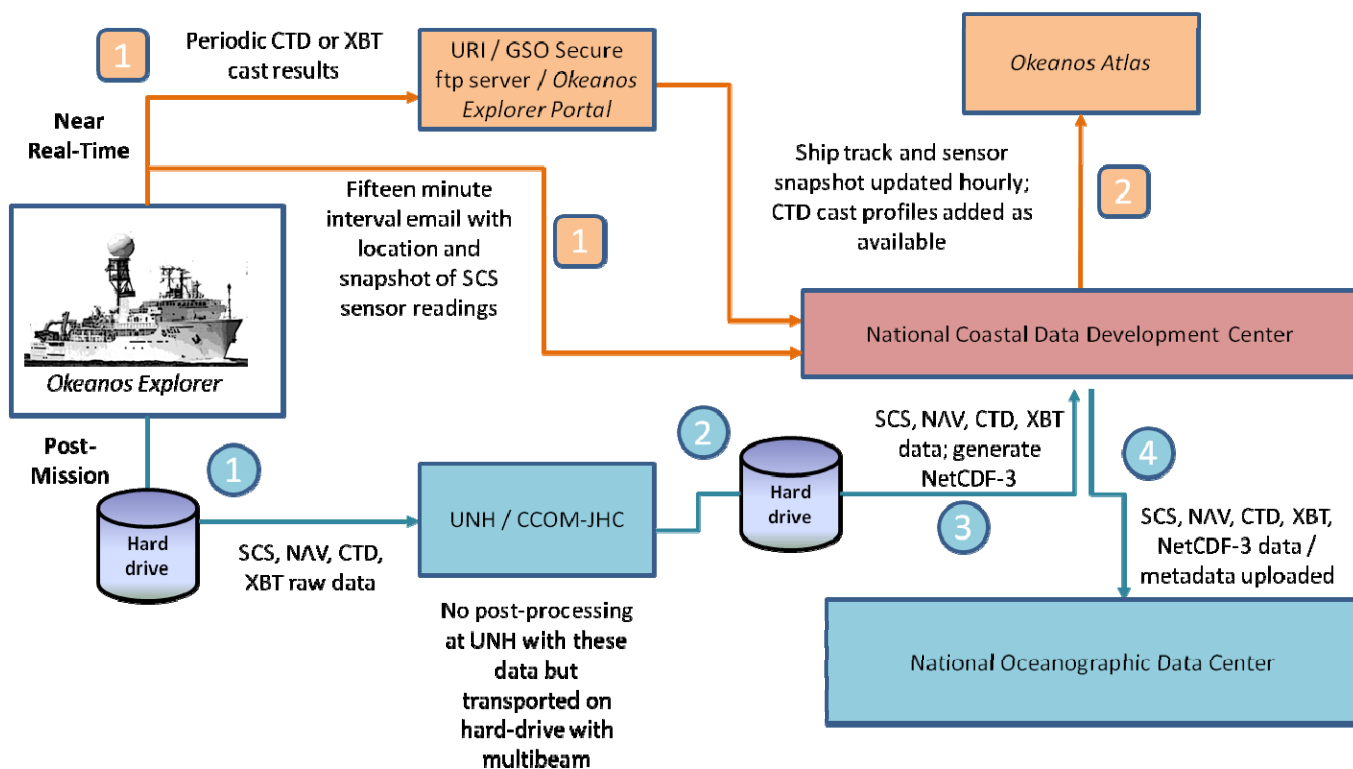 1
Periodic CTD or XBT
cast results
URI / GSO Secure
ftp server / Okeanos
Explorer Portal
Okeanos Atlas
Near
Real-Time
Fifteen minute
interval email with
location and
snapshot of SCS
sensor readings
1
Ship track and sensor
snapshot updated hourly;
CTD cast profiles added as
available
2
National Coastal Data Development Center
Okeanos Explorer
Post-
Mission
1
Hard
drive
SCS, NAV, CTD,
XBT raw data
UNH / CCOM-JHC
No post-processing
at UNH with these
data but
transported on
hard-drive with
multibeam
2
Hard
drive
SCS, NAV, CTD, XBT
data; generate
NetCDF-3
3
4
SCS, NAV, CTD, XBT,
NetCDF-3 data /
metadata uploaded
National Oceanographic Data Center